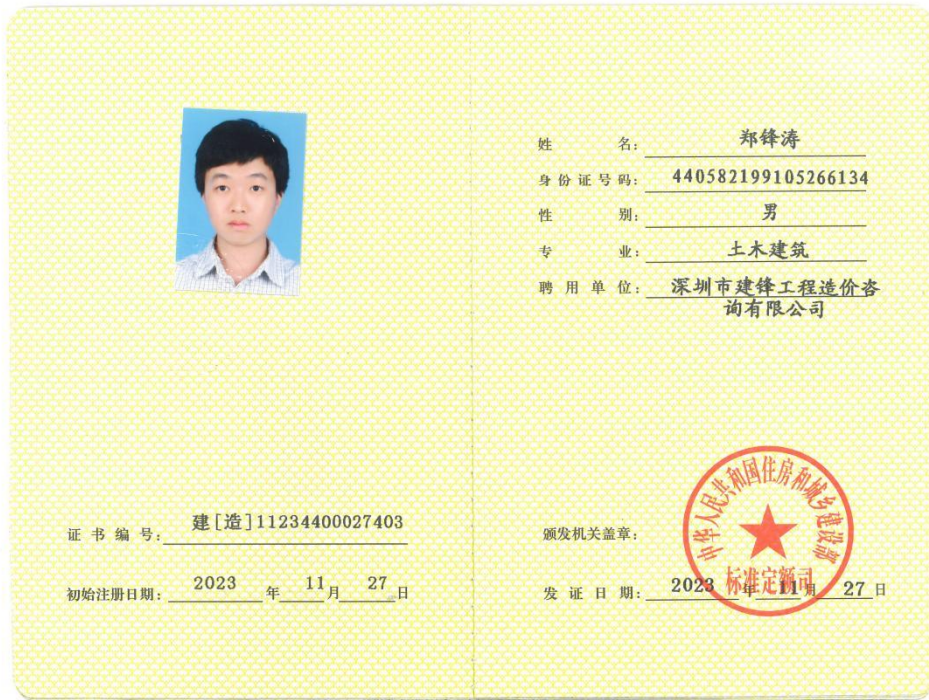 姓名：郑锋涛
身份证号码：440582199105266134
性别：男
专业：土木建筑
聘用单位：深圳市建锋工程造价咨
询有限公司
证书编号：建[造]11234400027403
初始注册日期：2023年11月27日
颁发机关盖章：
中华人民共和国住房和城乡建设部
标准定额司
发证日期：2023年11月27日